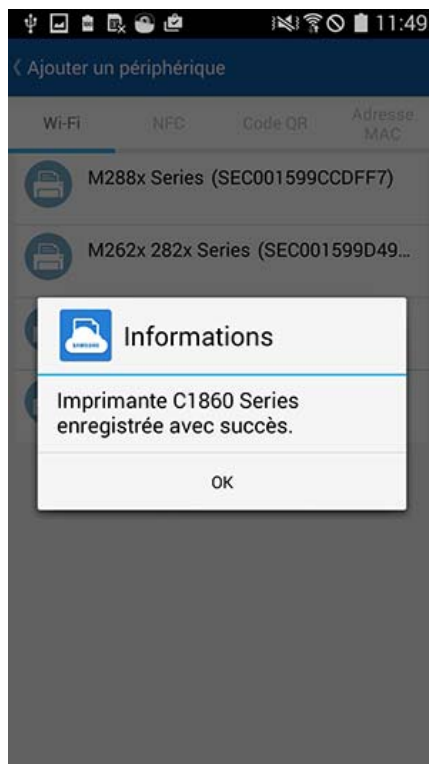 11:49
Ajouter un périphérique
Wi-Fi
NFC
Code QR
Adresse
MAC
M288x Series (SEC001599CCDFF7)
M262x 282x Series (SEC001599D49...
SAMSUNG
Informations
Imprimante C1860 Series
enregistrée avec succès.
OK